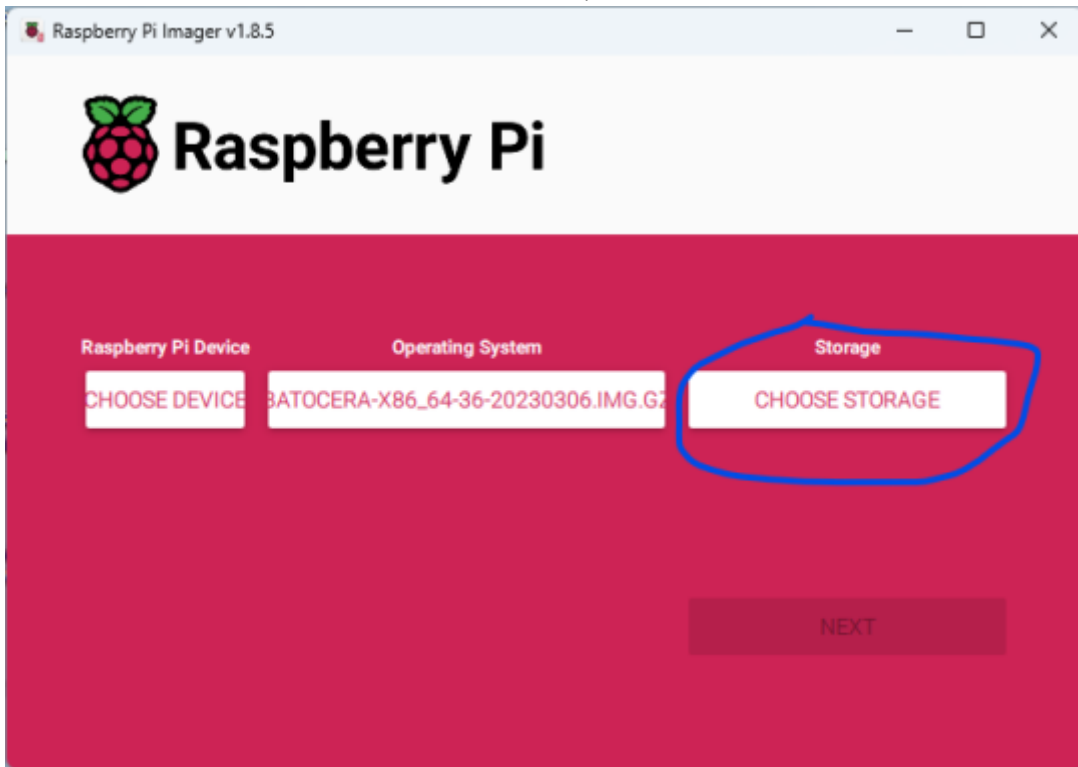 Raspberry Pi Imager v1.8.5
Raspberry Pi
Raspberry Pi Device Operating System Storage
CHOOSE DEVICE BATOCERA-X86_64-36-20230306.IMG.GZ CHOOSE STORAGE
NEXT